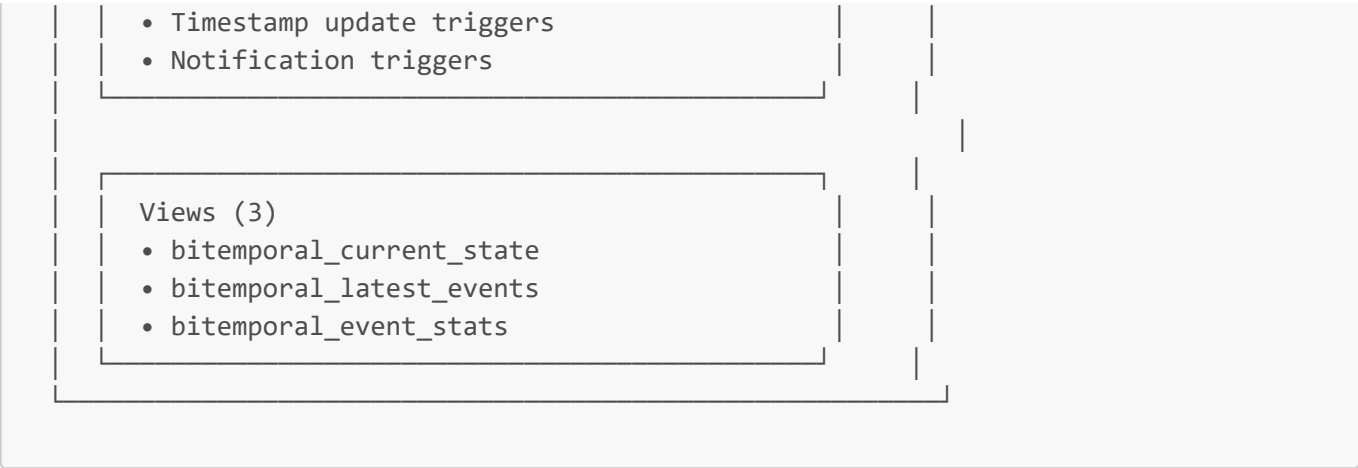 • Timestamp update triggers
• Notification triggers
Views (3)
• bitemporal_current_state
• bitemporal_latest_events
• bitemporal_event_stats